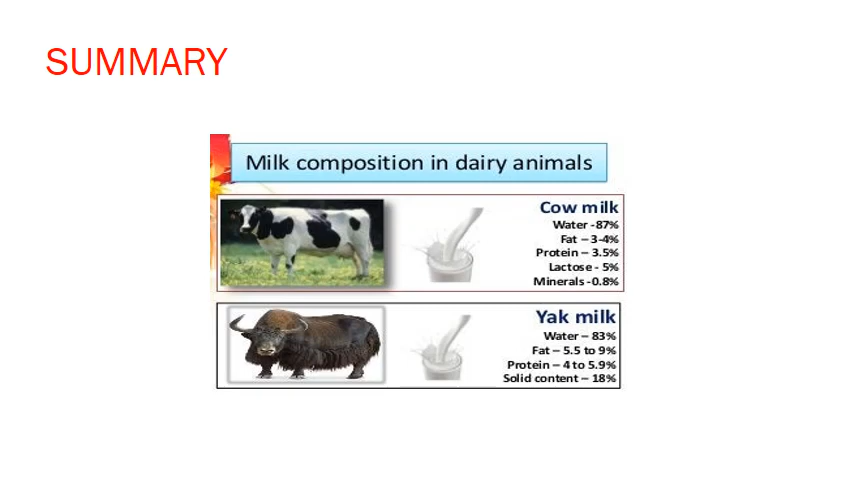 SUMMARY
Milk composition in dairy animals
Cow milk
Water -87%
Fat – 3-4%
Protein – 3.5%
Lactose - 5%
Minerals -0.8%
Yak milk
Water – 83%
Fat – 5.5 to 9%
Protein – 4 to 5.9%
Solid content – 18%